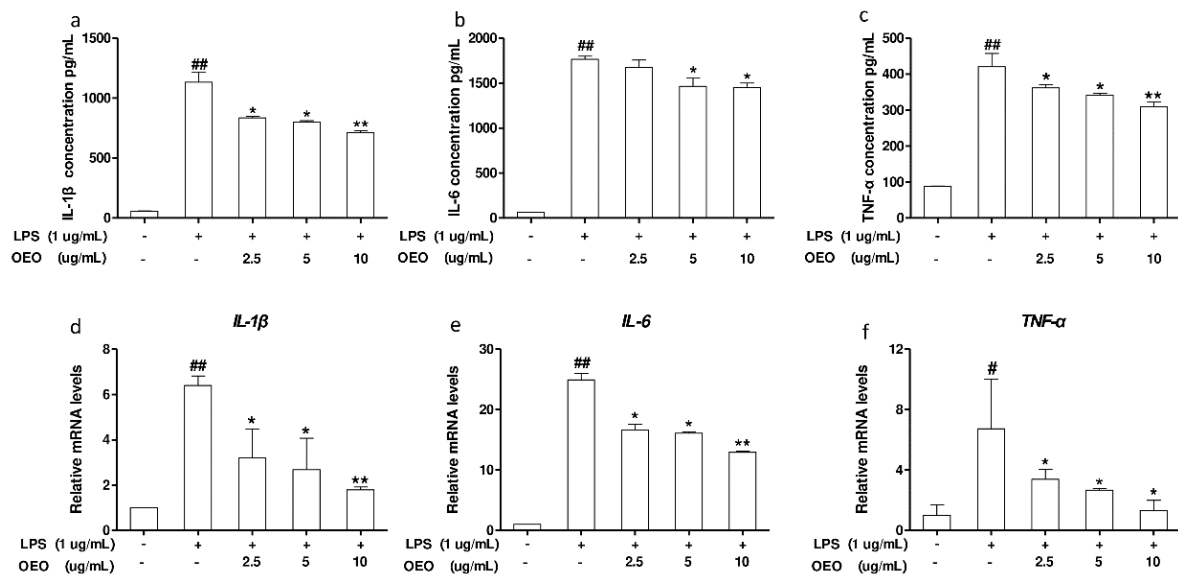 a
IL-1β concentration pg/mL
1500
1000
500
0
##
*
*
**
LPS (1 ug/mL) - + + + +
OEO (ug/mL) - - 2.5 5 10
b
IL-6 concentration pg/mL
2000
1500
1000
500
0
##
*
*
LPS (1 ug/mL) - + + + +
OEO (ug/mL) - - 2.5 5 10
c
TNF-α concentration pg/mL
500
400
300
200
100
0
##
*
*
**
LPS (1 ug/mL) - + + + +
OEO (ug/mL) - - 2.5 5 10
d
IL-1β
Relative mRNA levels
8
6
4
2
0
##
*
*
**
LPS (1 ug/mL) - + + + +
OEO (ug/mL) - - 2.5 5 10
e
IL-6
Relative mRNA levels
30
20
10
0
##
*
*
**
LPS (1 ug/mL) - + + + +
OEO (ug/mL) - - 2.5 5 10
f
TNF-α
Relative mRNA levels
12
8
4
0
#
*
*
*
LPS (1 ug/mL) - + + + +
OEO (ug/mL) - - 2.5 5 10